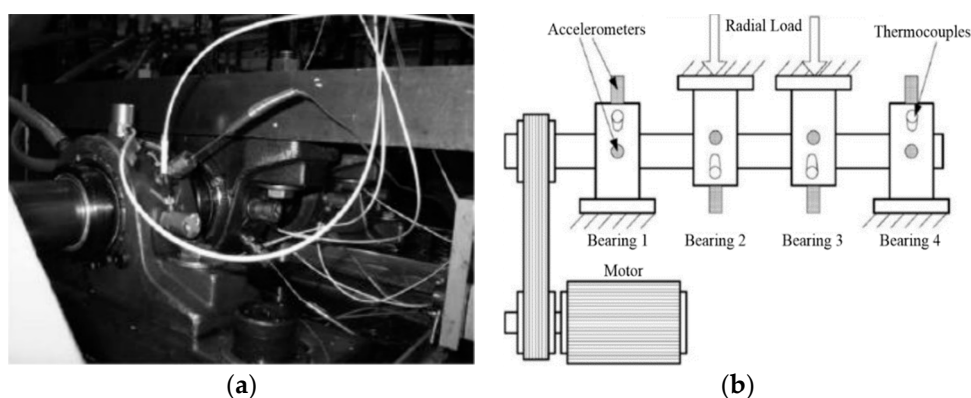 Accelerometers
Radial Load
Thermocouples
Bearing 1
Bearing 2
Bearing 3
Bearing 4
Motor
(a)
(b)